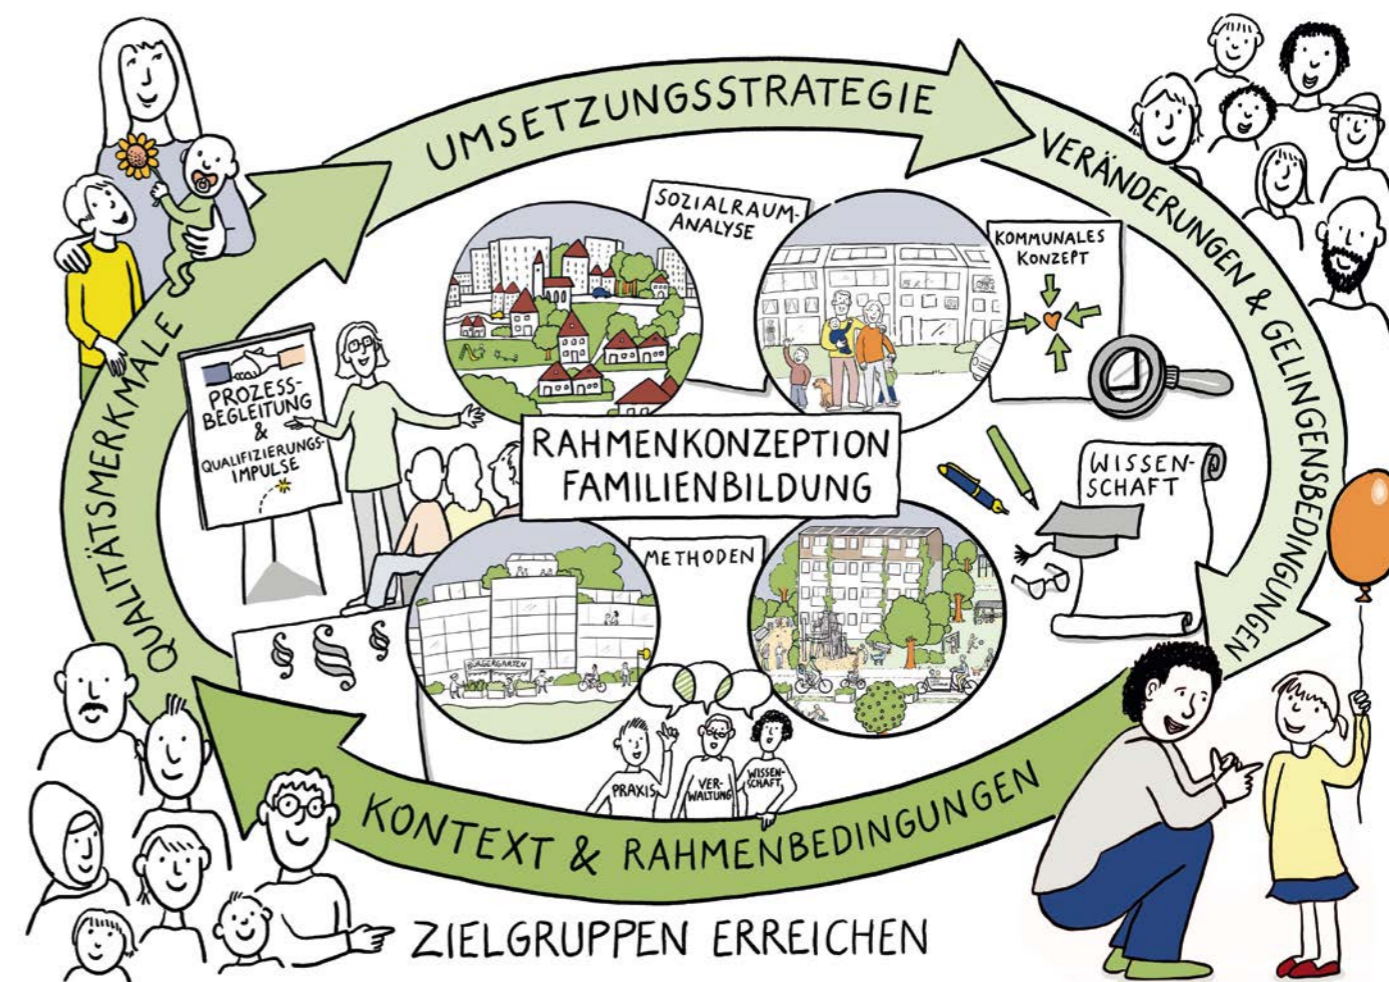 UMSETZUNGSSTRATEGIE
VERÄNDERUNGEN & GELINGENSBEDINGUNGEN
KONTEXT & RAHMENBEDINGUNGEN
QUALITÄTSMERKMALE
SOZIALRAUM-
ANALYSE
KOMMUNALES
KONZEPT
PROZESS-
BEGLEITUNG
&
QUALIFIZIERUNGS-
IMPULSE
RAHMENKONZEPTION
FAMILIENBILDUNG
WISSEN-
SCHAFT
METHODEN
§ § §
BÜRGERGARTEN
PRAXIS
VER-
WALTUNG
WISSEN-
SCHAFT
ZIELGRUPPEN ERREICHEN